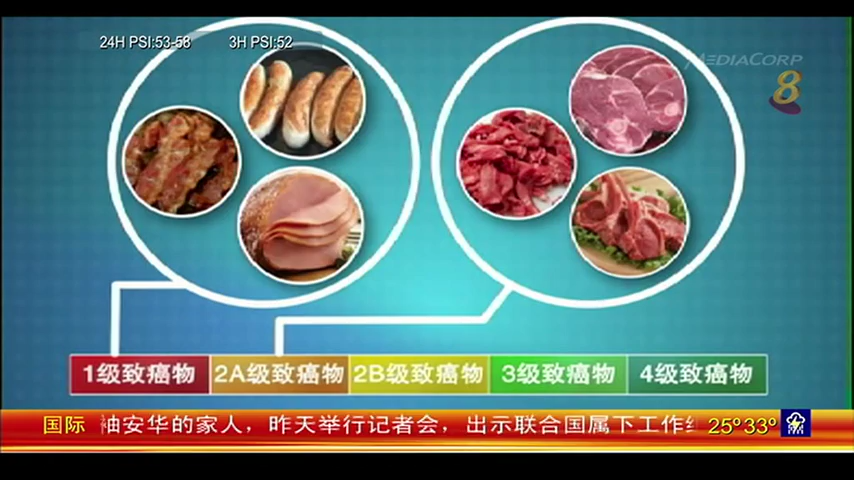 24H PSI:53-58 3H PSI:52
MEDIACORP
8
1级致癌物 2A级致癌物 2B级致癌物 3级致癌物 4级致癌物
国际 袖安华的家人，昨天举行记者会，出示联合国属下工作 25º33º